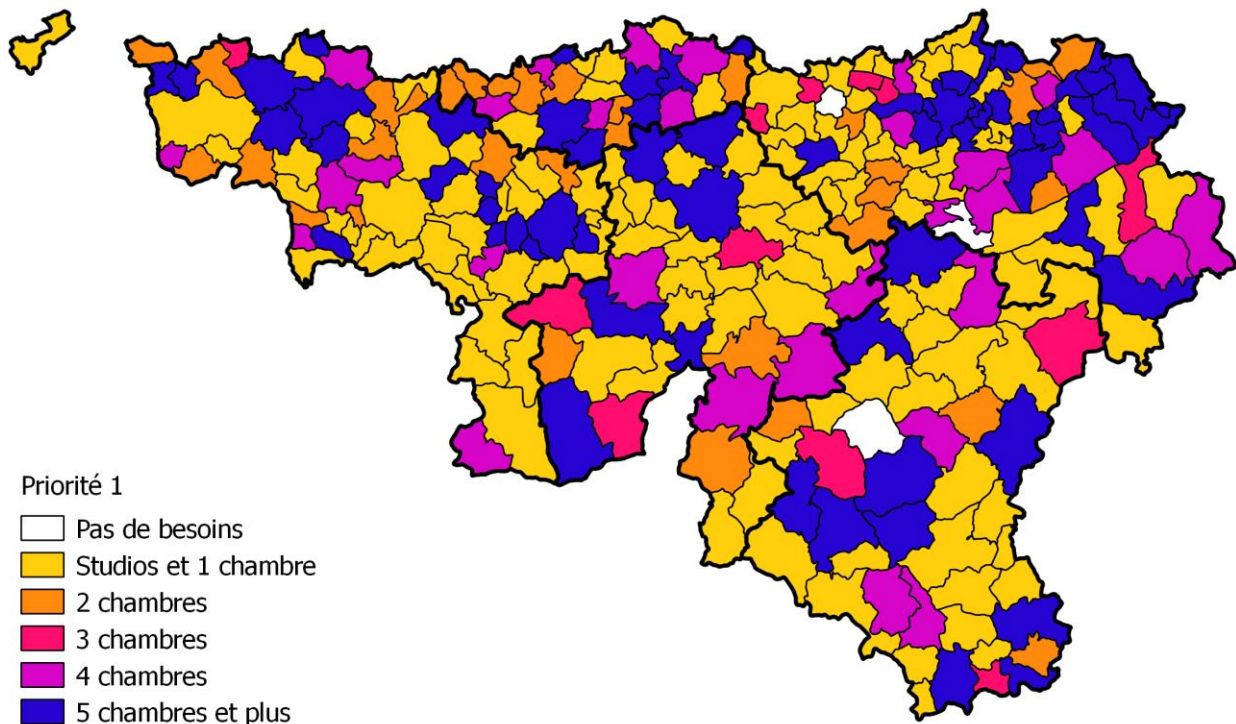 Priorité 1
Pas de besoins
Studios et 1 chambre
2 chambres
3 chambres
4 chambres
5 chambres et plus